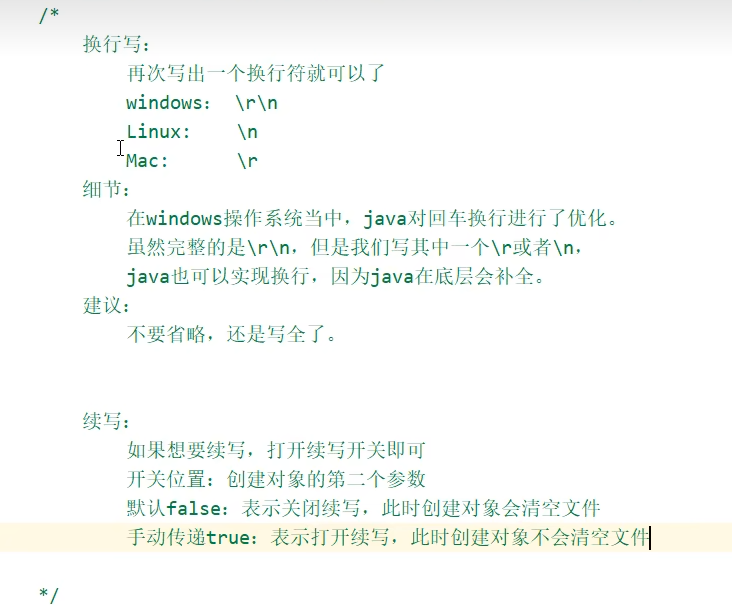 /*
换行写：
再次写出一个换行符就可以了
windows： \r\n
Linux: \n
Mac: \r
细节：
在windows操作系统当中，java对回车换行进行了优化。
虽然完整的是\r\n，但是我们写其中一个\r或者\n，
java也可以实现换行，因为java在底层会补全。
建议：
不要省略，还是写全了。
续写：
如果想要续写，打开续写开关即可
开关位置：创建对象的第二个参数
默认false：表示关闭续写，此时创建对象会清空文件
手动传递true：表示打开续写，此时创建对象不会清空文件
*/